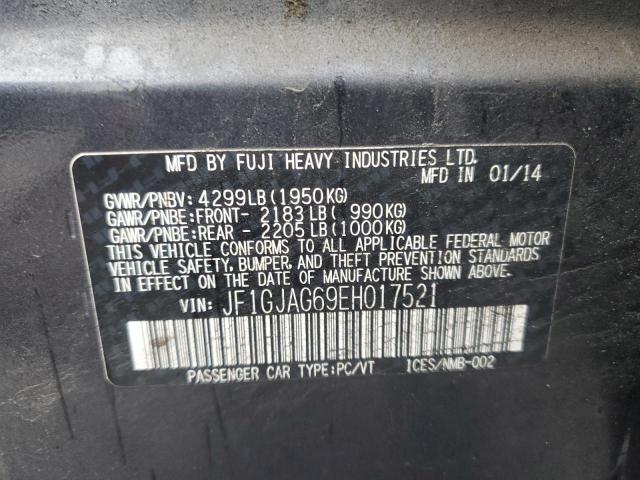 MFD BY FUJI HEAVY INDUSTRIES LTD.
MFD IN 01/14
GVWR/PNBV: 4299LB(1950KG)
GAWR/PNBE:FRONT- 2183LB( 990KG)
GAWR/PNBE:REAR - 2205LB(1000KG)
THIS VEHICLE CONFORMS TO ALL APPLICABLE FEDERAL MOTOR
VEHICLE SAFETY, BUMPER, AND THEFT PREVENTION STANDARDS
IN EFFECT ON THE DATE OF MANUFACTURE SHOWN ABOVE.
VIN: JF1GJAG69EH017521
PASSENGER CAR TYPE:PC/VT ICES/NMB-002